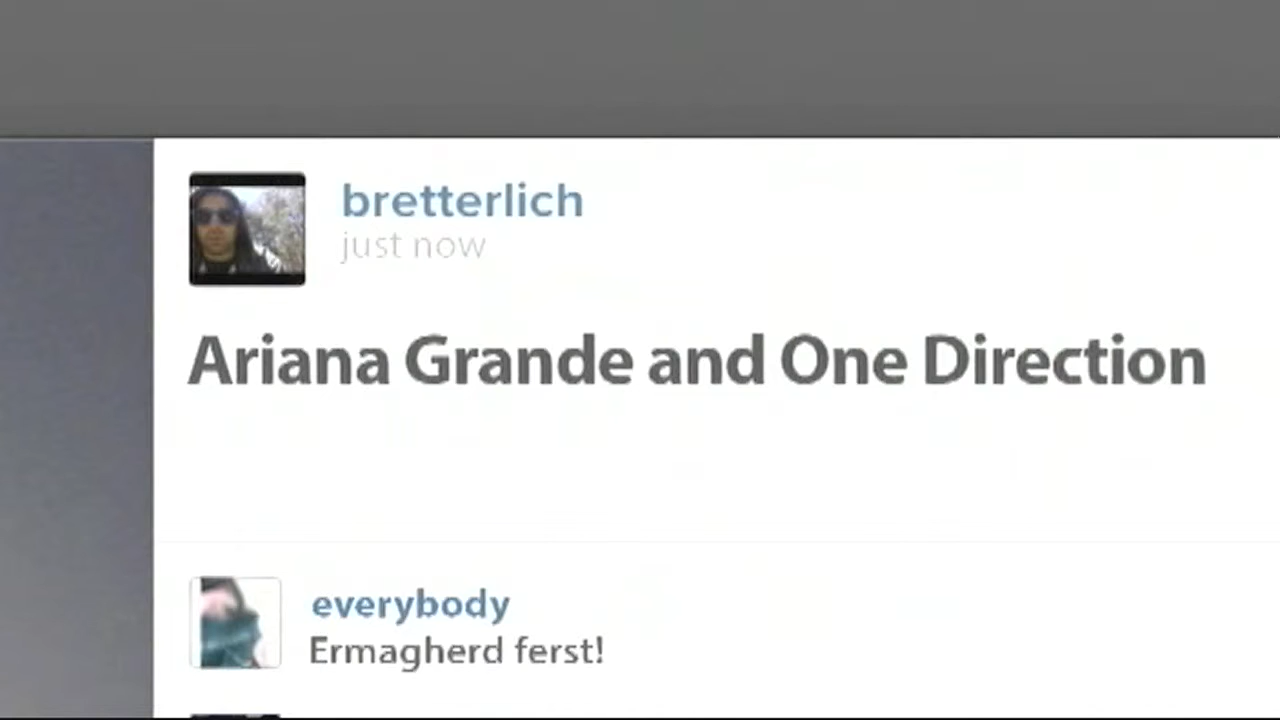 bretterlich
just now
Ariana Grande and One Direction
everybody
Ermagherd ferst!